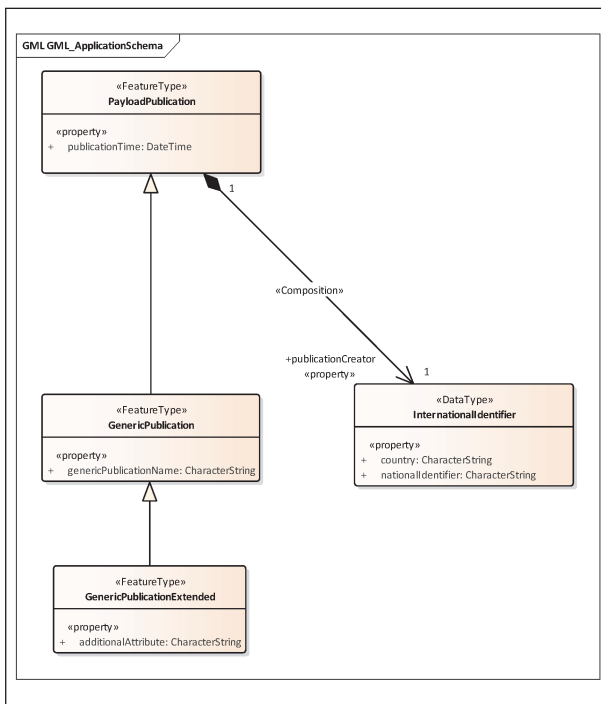 GML GML_ApplicationSchema
«FeatureType»
PayloadPublication
«property»
+ publicationTime: DateTime
1
«Composition»
+publicationCreator
«property»
1
«FeatureType»
GenericPublication
«property»
+ genericPublicationName: CharacterString
«DataType»
InternationalIdentifier
«property»
+ country: CharacterString
+ nationalIdentifier: CharacterString
«FeatureType»
GenericPublicationExtended
«property»
+ additionalAttribute: CharacterString